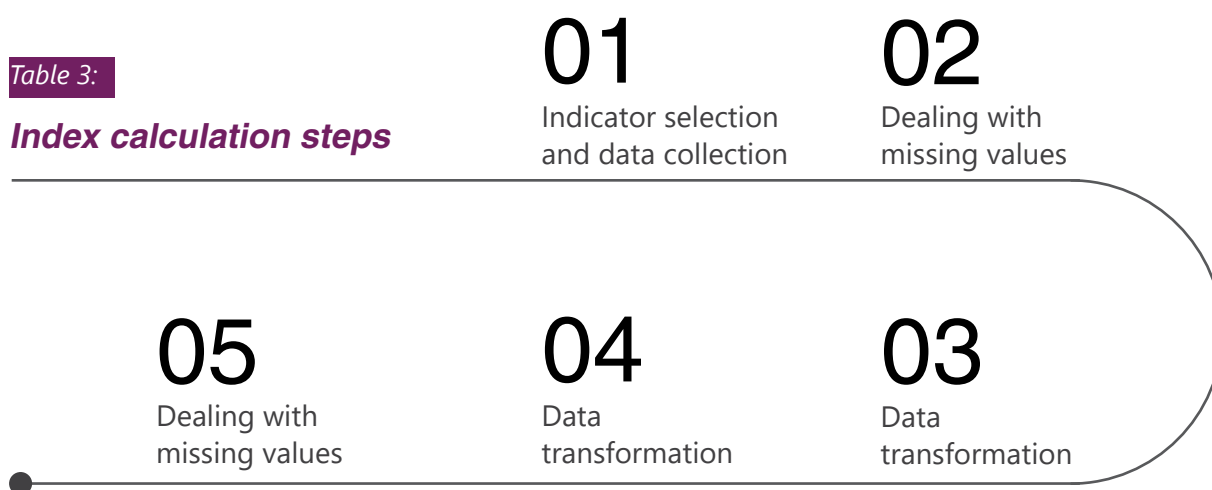 Table 3:
Index calculation steps
01
Indicator selection
and data collection
02
Dealing with
missing values
03
Data
transformation
04
Data
transformation
05
Dealing with
missing values